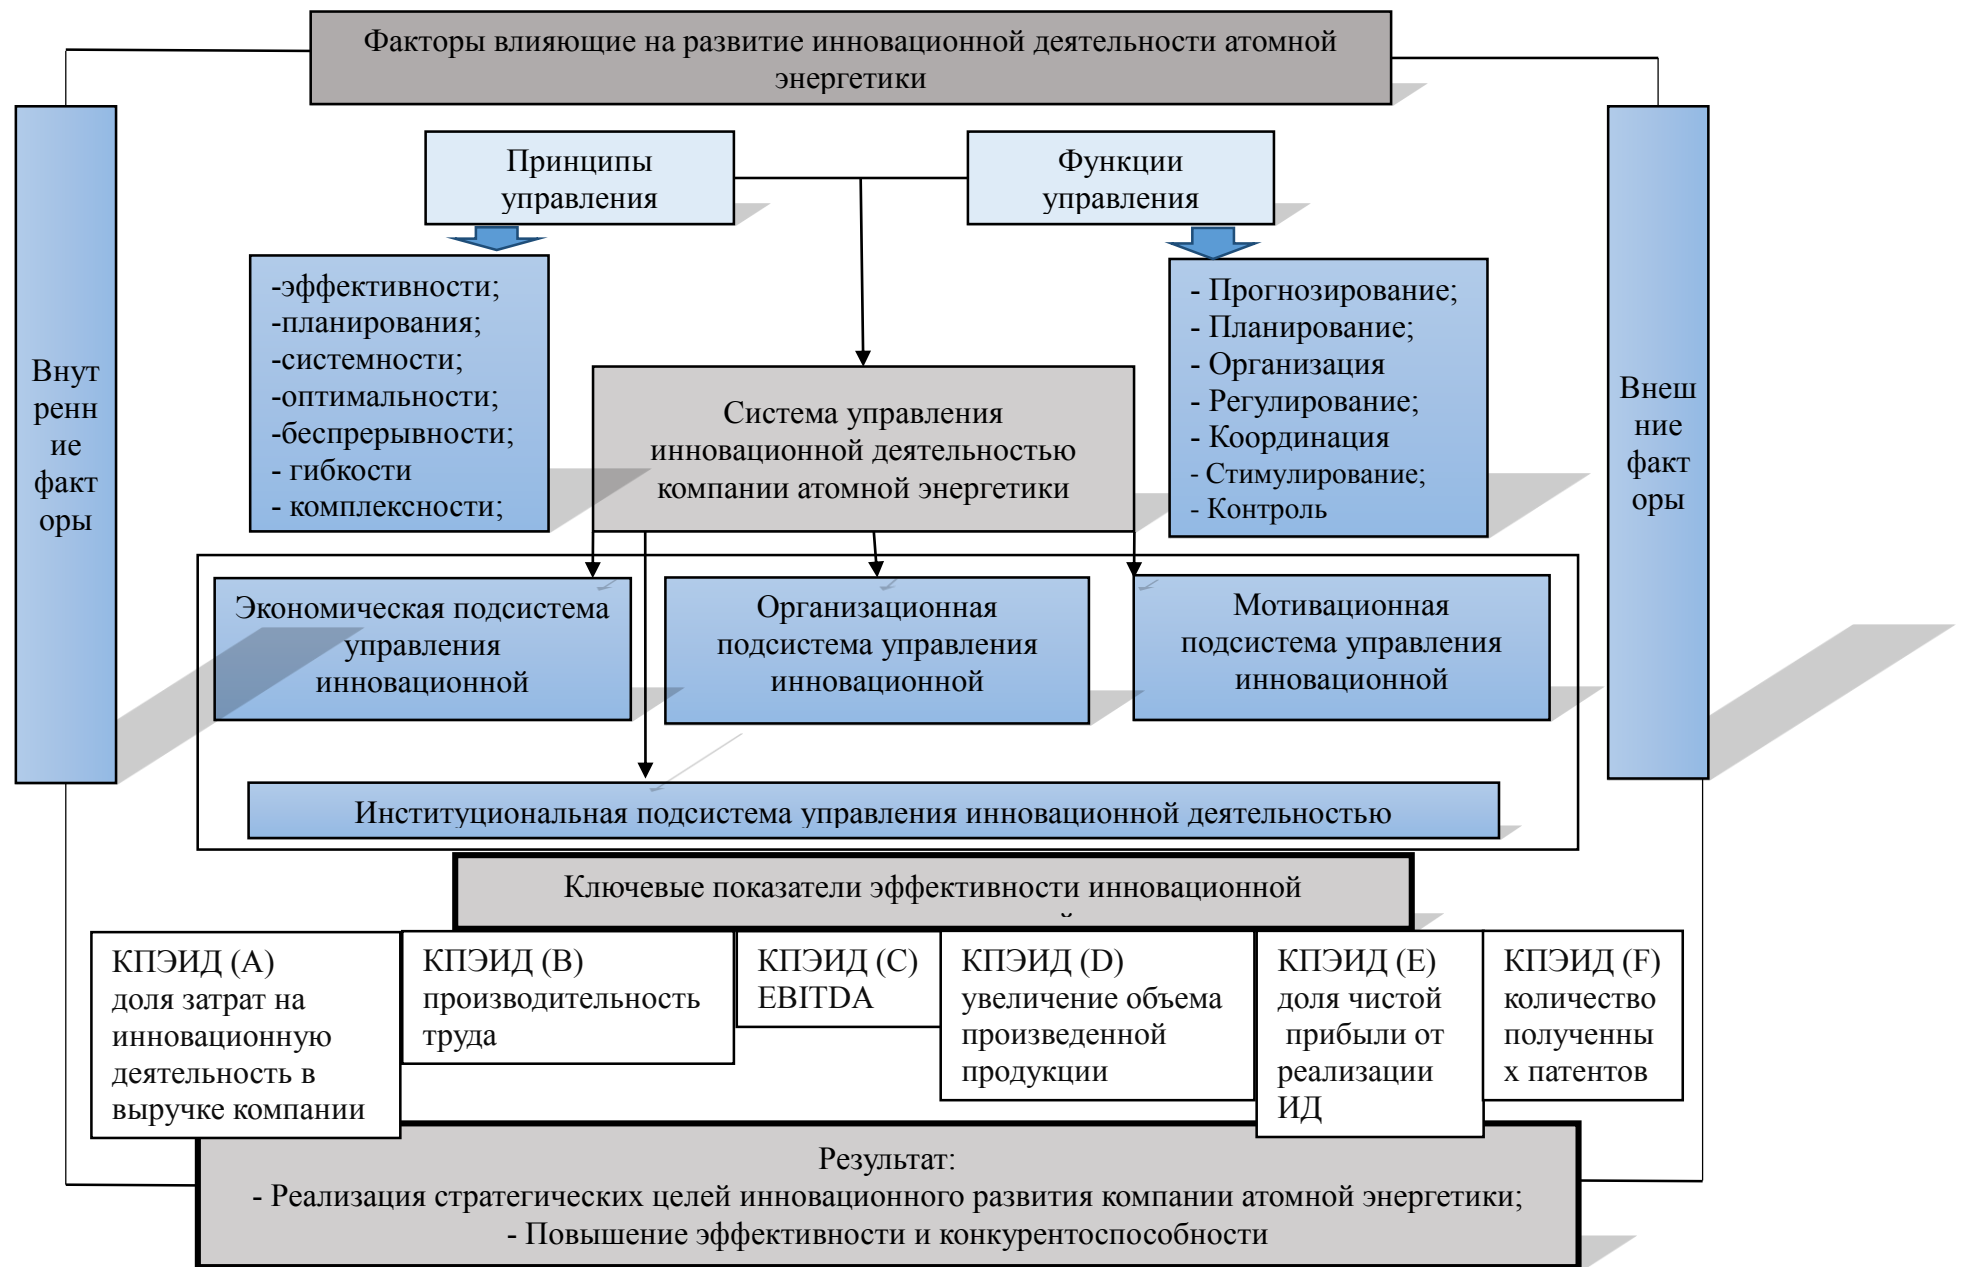 Факторы влияющие на развитие инновационной деятельности атомной
энергетики
Принципы
управления
Функции
управления
-эффективности;
-планирования;
-системности;
-оптимальности;
-беспрерывности;
- гибкости
- комплексности;
- Прогнозирование;
- Планирование;
- Организация
- Регулирование;
- Координация
- Стимулирование;
- Контроль
Внут
ренн
ие
факт
оры
Система управления
инновационной деятельностью
компании атомной энергетики
Внеш
ние
факт
оры
Экономическая подсистема
управления
инновационной
Организационная
подсистема управления
инновационной
Мотивационная
подсистема управления
инновационной
Институциональная подсистема управления инновационной деятельностью
Ключевые показатели эффективности инновационной
КПЭИД (A)
доля затрат на
инновационную
деятельность в
выручке компании
КПЭИД (B)
производительность
труда
КПЭИД (C)
EBITDA
КПЭИД (D)
увеличение объема
произведенной
продукции
КПЭИД (E)
доля чистой
прибыли от
реализации
ИД
КПЭИД (F)
количество
полученны
х патентов
Результат:
- Реализация стратегических целей инновационного развития компании атомной энергетики;
- Повышение эффективности и конкурентоспособности